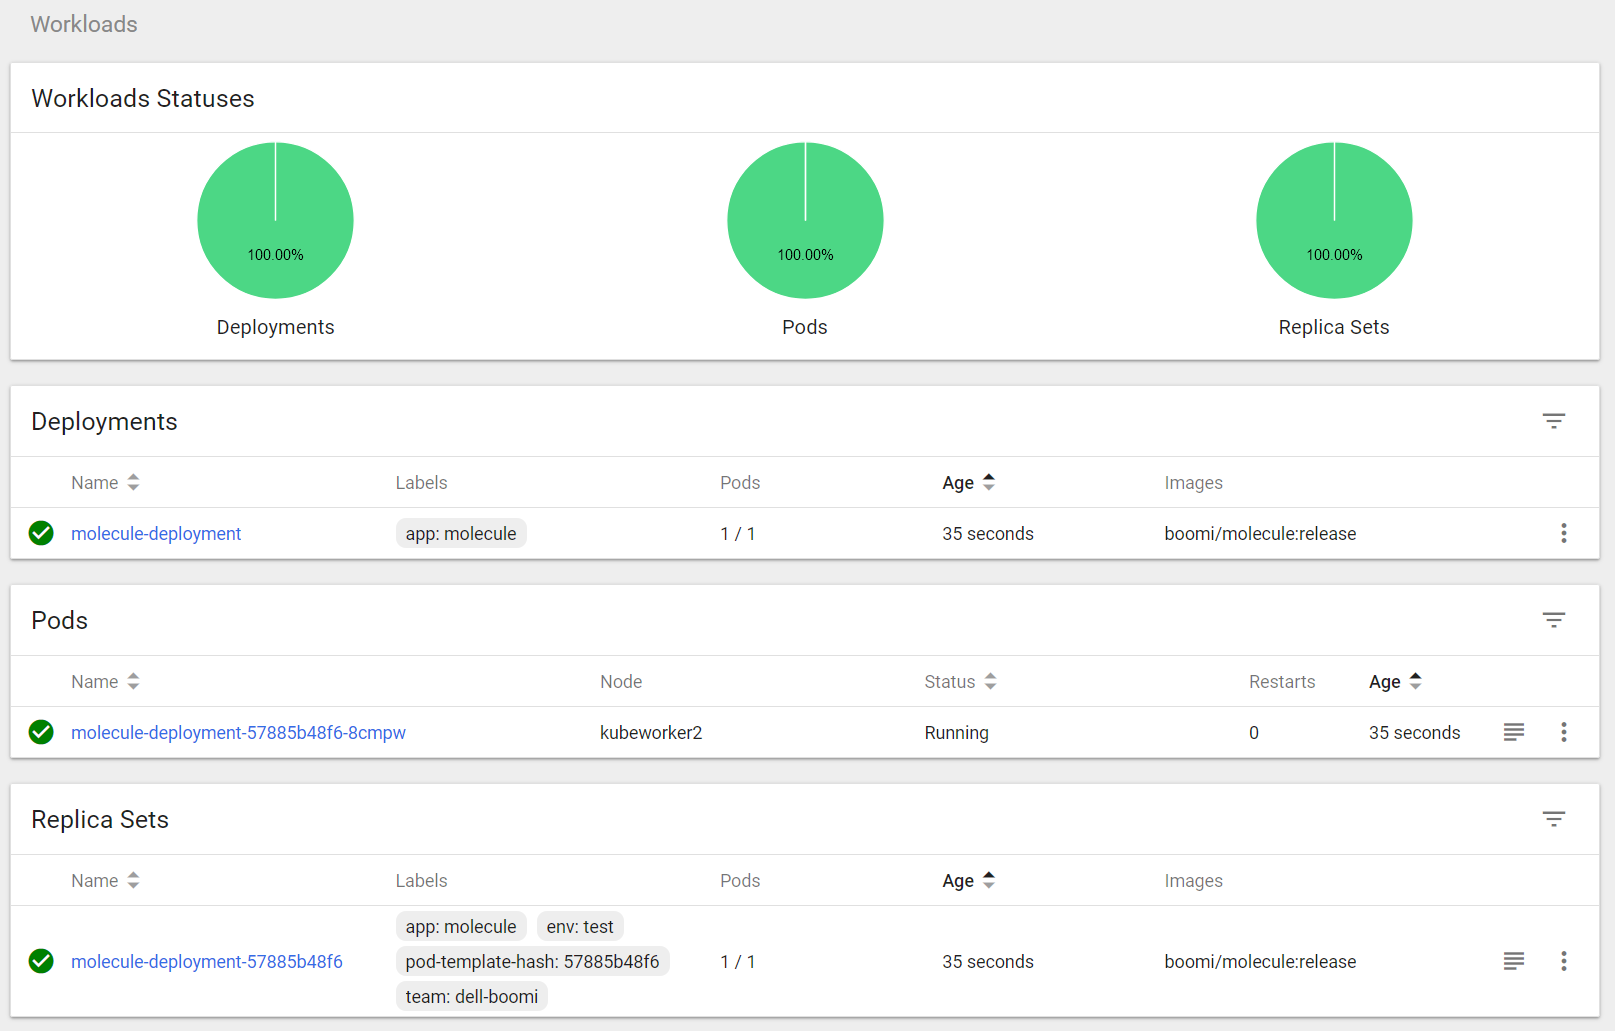 Workloads
Workloads Statuses
100.00% 100.00% 100.00%
Deployments Pods Replica Sets
Deployments
Name Labels Pods Age Images
molecule-deployment app: molecule 1 / 1 35 seconds boomi/molecule:release
Pods
Name Node Status Restarts Age
molecule-deployment-57885b48f6-8cmpw kubeworker2 Running 0 35 seconds
Replica Sets
Name Labels Pods Age Images
app: molecule env: test
molecule-deployment-57885b48f6 pod-template-hash: 57885b48f6 1 / 1 35 seconds boomi/molecule:release
team: dell-boomi